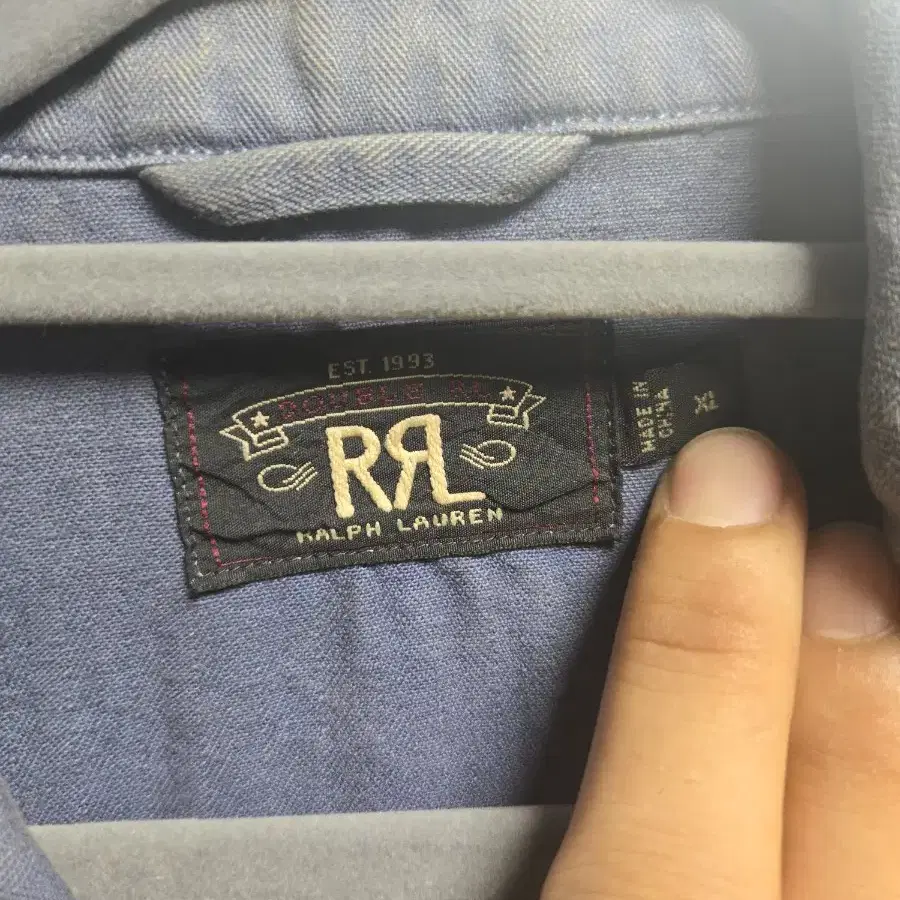 EST. 1993
DOUBLE RL
RRL
RALPH LAUREN
MADE IN
CHINA
XL